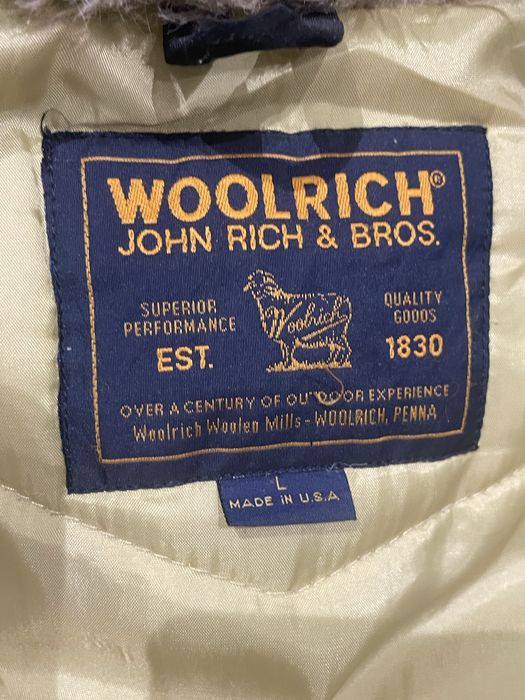 WOOLRICH®
JOHN RICH & BROS.
SUPERIOR PERFORMANCE
Woolrich
QUALITY GOODS
EST.
1830
OVER A CENTURY OF OUTDOOR EXPERIENCE
Woolrich Woolen Mills - WOOLRICH, PENNA
L
MADE IN U.S.A